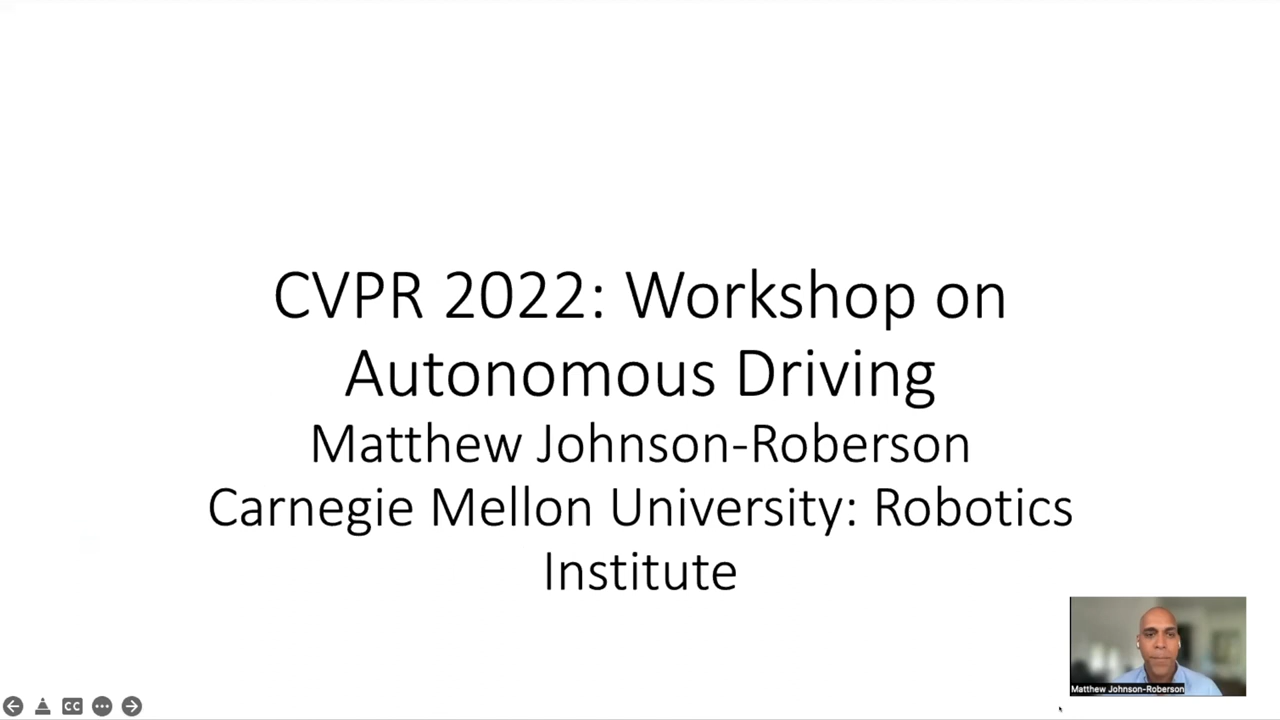 CVPR 2022: Workshop on
Autonomous Driving
Matthew Johnson-Roberson
Carnegie Mellon University: Robotics
Institute
Matthew Johnson-Roberson
CC